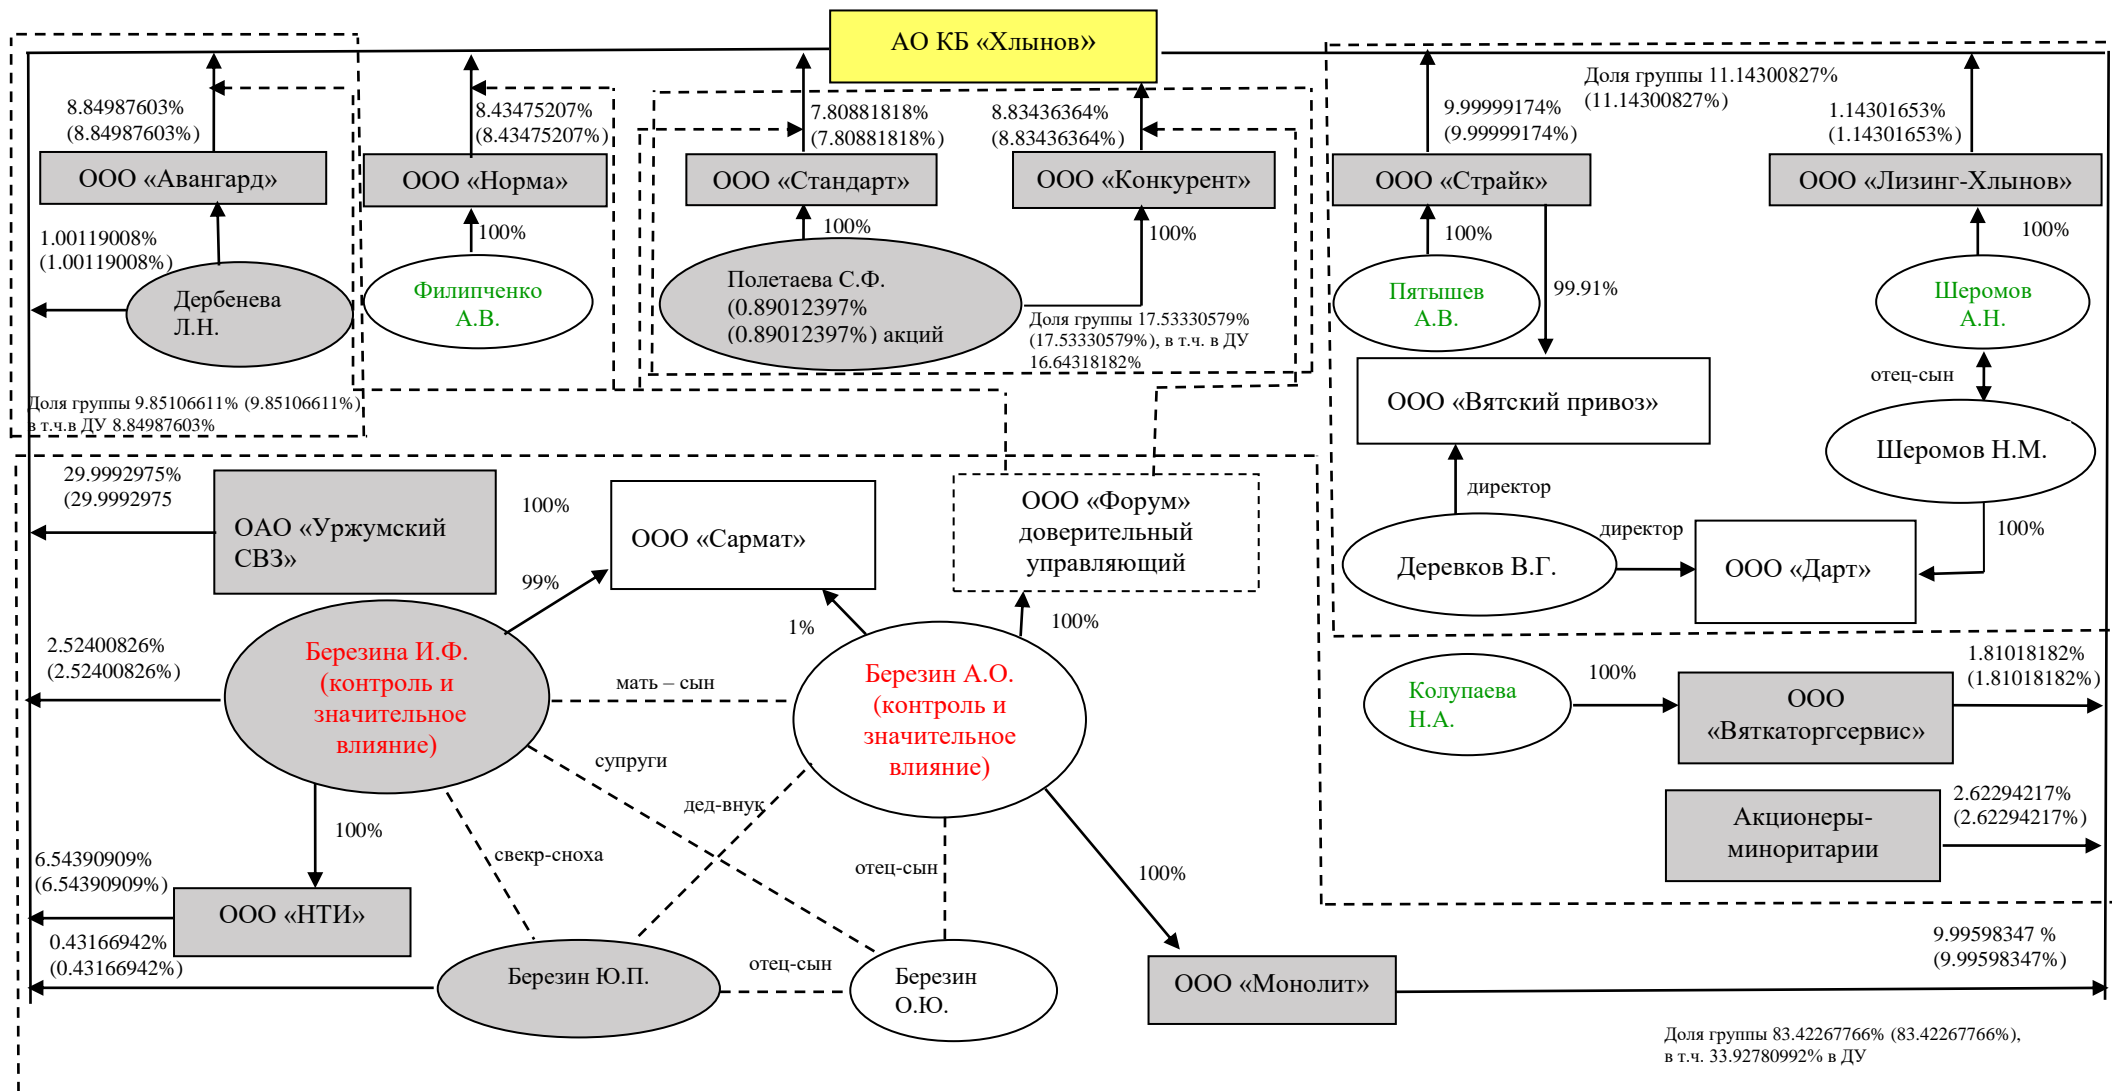 АО КБ «Хлынов»
8.84987603%
(8.84987603%)
8.43475207%
(8.43475207%)
7.80881818%
(7.80881818%)
8.83436364%
(8.83436364%)
9.99999174%
(9.99999174%)
Доля группы 11.14300827%
(11.14300827%)
1.14301653%
(1.14301653%)
ООО «Авангард»
ООО «Норма»
ООО «Стандарт»
ООО «Конкурент»
ООО «Страйк»
ООО «Лизинг-Хлынов»
1.00119008%
(1.00119008%)
100%
100%
100%
100%
100%
Дербенева
Л.Н.
Филипченко
А.В.
Полетаева С.Ф.
(0.89012397%
(0.89012397%) акций
Доля группы 17.53330579%
(17.53330579%), в т.ч. в ДУ
16.64318182%
Пятышев
А.В.
99.91%
Шеромов
А.Н.
отец-сын
Доля группы 9.85106611% (9.85106611%)
в т.ч.в ДУ 8.84987603%
ООО «Вятский привоз»
Шеромов Н.М.
29.9992975%
(29.9992975
ОАО «Уржумский
СВЗ»
100%
99%
ООО «Сармат»
ООО «Форум»
доверительный
управляющий
директор
Деревков В.Г.
директор
ООО «Дарт»
100%
1%
100%
2.52400826%
(2.52400826%)
Березина И.Ф.
(контроль и
значительное
влияние)
мать – сын
Березин А.О.
(контроль и
значительное
влияние)
Колупаева
Н.А.
100%
ООО
«Вяткаторгсервис»
1.81018182%
(1.81018182%)
супруги
дед-внук
Акционеры-
миноритарии
2.62294217%
(2.62294217%)
100%
свекр-сноха
отец-сын
100%
6.54390909%
(6.54390909%)
ООО «НТИ»
0.43166942%
(0.43166942%)
Березин Ю.П.
отец-сын
Березин
О.Ю.
ООО «Монолит»
9.99598347 %
(9.99598347%)
Доля группы 83.42267766% (83.42267766%),
в т.ч. 33.92780992% в ДУ